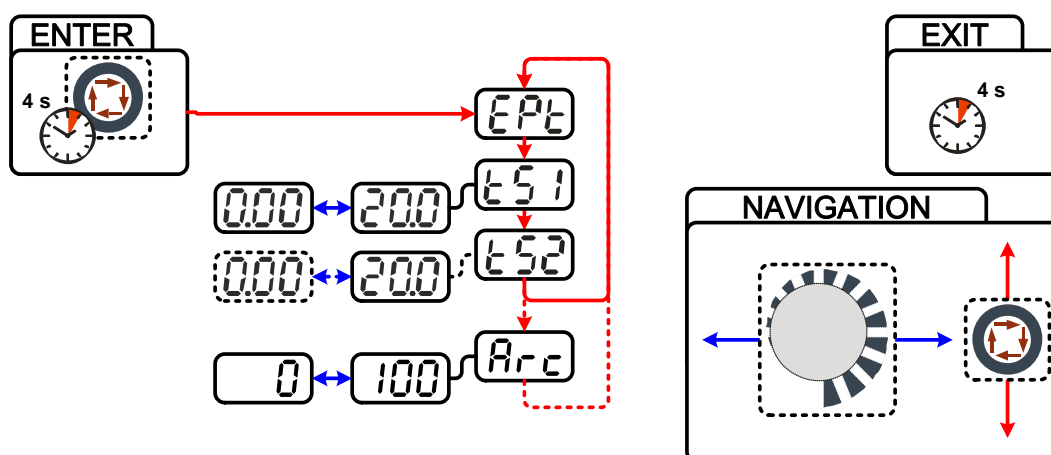 ENTER
EXIT
4 s
4 s
EPt
tS1
0.00
20.0
NAVIGATION
tS2
0.00
20.0
Arc
0
100